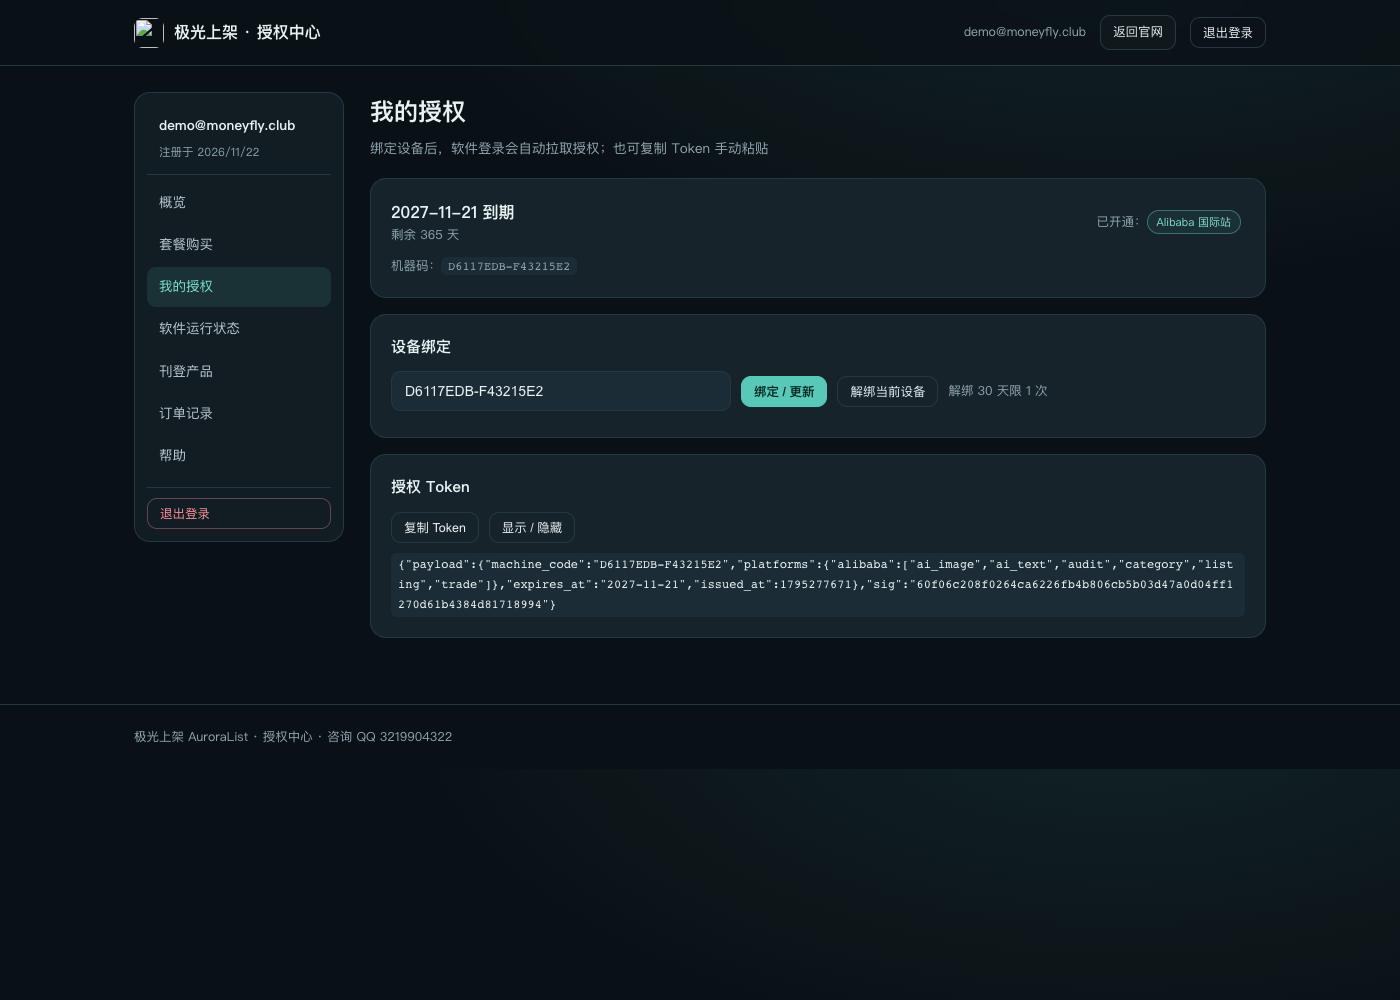 极光上架 · 授权中心
demo@moneyfly.club
返回官网
退出登录
demo@moneyfly.club
注册于 2026/11/22
概览
套餐购买
我的授权
软件运行状态
刊登产品
订单记录
帮助
退出登录
我的授权
绑定设备后，软件登录会自动拉取授权；也可复制 Token 手动粘贴
2027-11-21 到期
剩余 365 天
已开通： Alibaba 国际站
机器码： D6117EDB-F43215E2
设备绑定
D6117EDB-F43215E2
绑定 / 更新
解绑当前设备
解绑 30 天限 1 次
授权 Token
复制 Token
显示 / 隐藏
{"payload":{"machine_code":"D6117EDB-F43215E2","platforms":{"alibaba":["ai_image","ai_text","audit","category","list
ing","trade"]},"expires_at":"2027-11-21","issued_at":1795277671},"sig":"60f06c208f0264ca6226fb4b806cb5b03d47a0d04ff1
270d61b4384d81718994"}
极光上架 AuroraList · 授权中心 · 咨询 QQ 3219904322